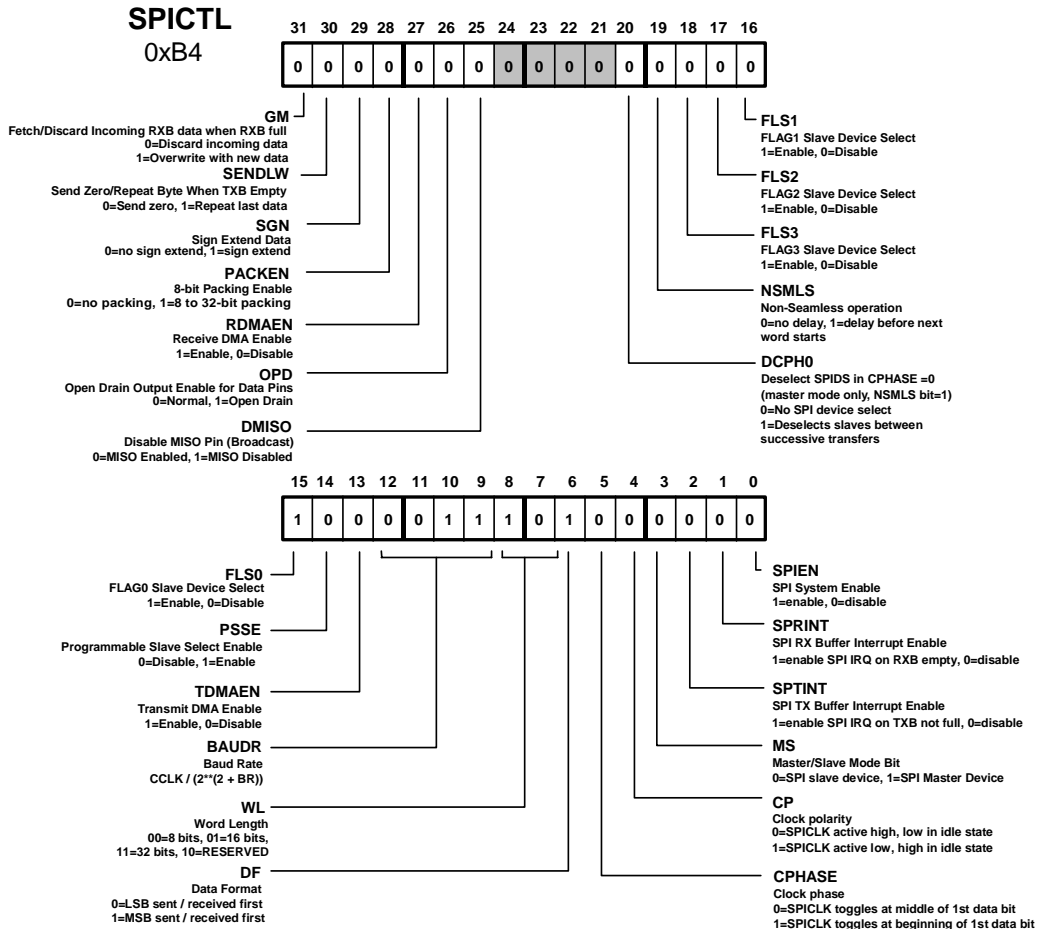 SPICTL
0xB4
31 30 29 28 27 26 25 24 23 22 21 20 19 18 17 16
0 0 0 0 0 0 0 0 0 0 0 0 0 0 0 0
GM
Fetch/Discard Incoming RXB data when RXB full
0=Discard incoming data
1=Overwrite with new data
SENDLW
Send Zero/Repeat Byte When TXB Empty
0=Send zero, 1=Repeat last data
SGN
Sign Extend Data
0=no sign extend, 1=sign extend
PACKEN
8-bit Packing Enable
0=no packing, 1=8 to 32-bit packing
RDMAEN
Receive DMA Enable
1=Enable, 0=Disable
OPD
Open Drain Output Enable for Data Pins
0=Normal, 1=Open Drain
DMISO
Disable MISO Pin (Broadcast)
0=MISO Enabled, 1=MISO Disabled
FLS1
FLAG1 Slave Device Select
1=Enable, 0=Disable
FLS2
FLAG2 Slave Device Select
1=Enable, 0=Disable
FLS3
FLAG3 Slave Device Select
1=Enable, 0=Disable
NSMLS
Non-Seamless operation
0=no delay, 1=delay before next
word starts
DCPH0
Deselect SPIDS in CPHASE =0
(master mode only, NSMLS bit=1)
0=No SPI device select
1=Deselects slaves between
successive transfers
15 14 13 12 11 10 9 8 7 6 5 4 3 2 1 0
1 0 0 0 0 1 1 1 0 1 0 0 0 0 0 0
FLS0
FLAG0 Slave Device Select
1=Enable, 0=Disable
PSSE
Programmable Slave Select Enable
0=Disable, 1=Enable
TDMAEN
Transmit DMA Enable
1=Enable, 0=Disable
BAUDR
Baud Rate
CCLK / (2**(2 + BR))
WL
Word Length
00=8 bits, 01=16 bits,
11=32 bits, 10=RESERVED
DF
Data Format
0=LSB sent / received first
1=MSB sent / received first
SPIEN
SPI System Enable
1=enable, 0=disable
SPRINT
SPI RX Buffer Interrupt Enable
1=enable SPI IRQ on RXB empty, 0=disable
SPTINT
SPI TX Buffer Interrupt Enable
1=enable SPI IRQ on TXB not full, 0=disable
MS
Master/Slave Mode Bit
0=SPI slave device, 1=SPI Master Device
CP
Clock polarity
0=SPICLK active high, low in idle state
1=SPICLK active low, high in idle state
CPHASE
Clock phase
0=SPICLK toggles at middle of 1st data bit
1=SPICLK toggles at beginning of 1st data bit